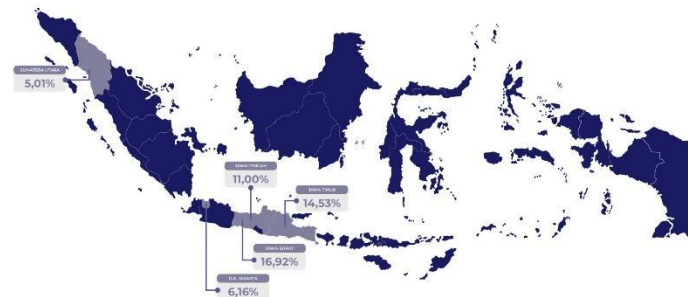 SUMATERA UTARA
5,01%
JAWA TENGAH
11,00%
JAWA TIMUR
14,53%
JAWA BARAT
16,92%
D.K. JAKARTA
6,16%